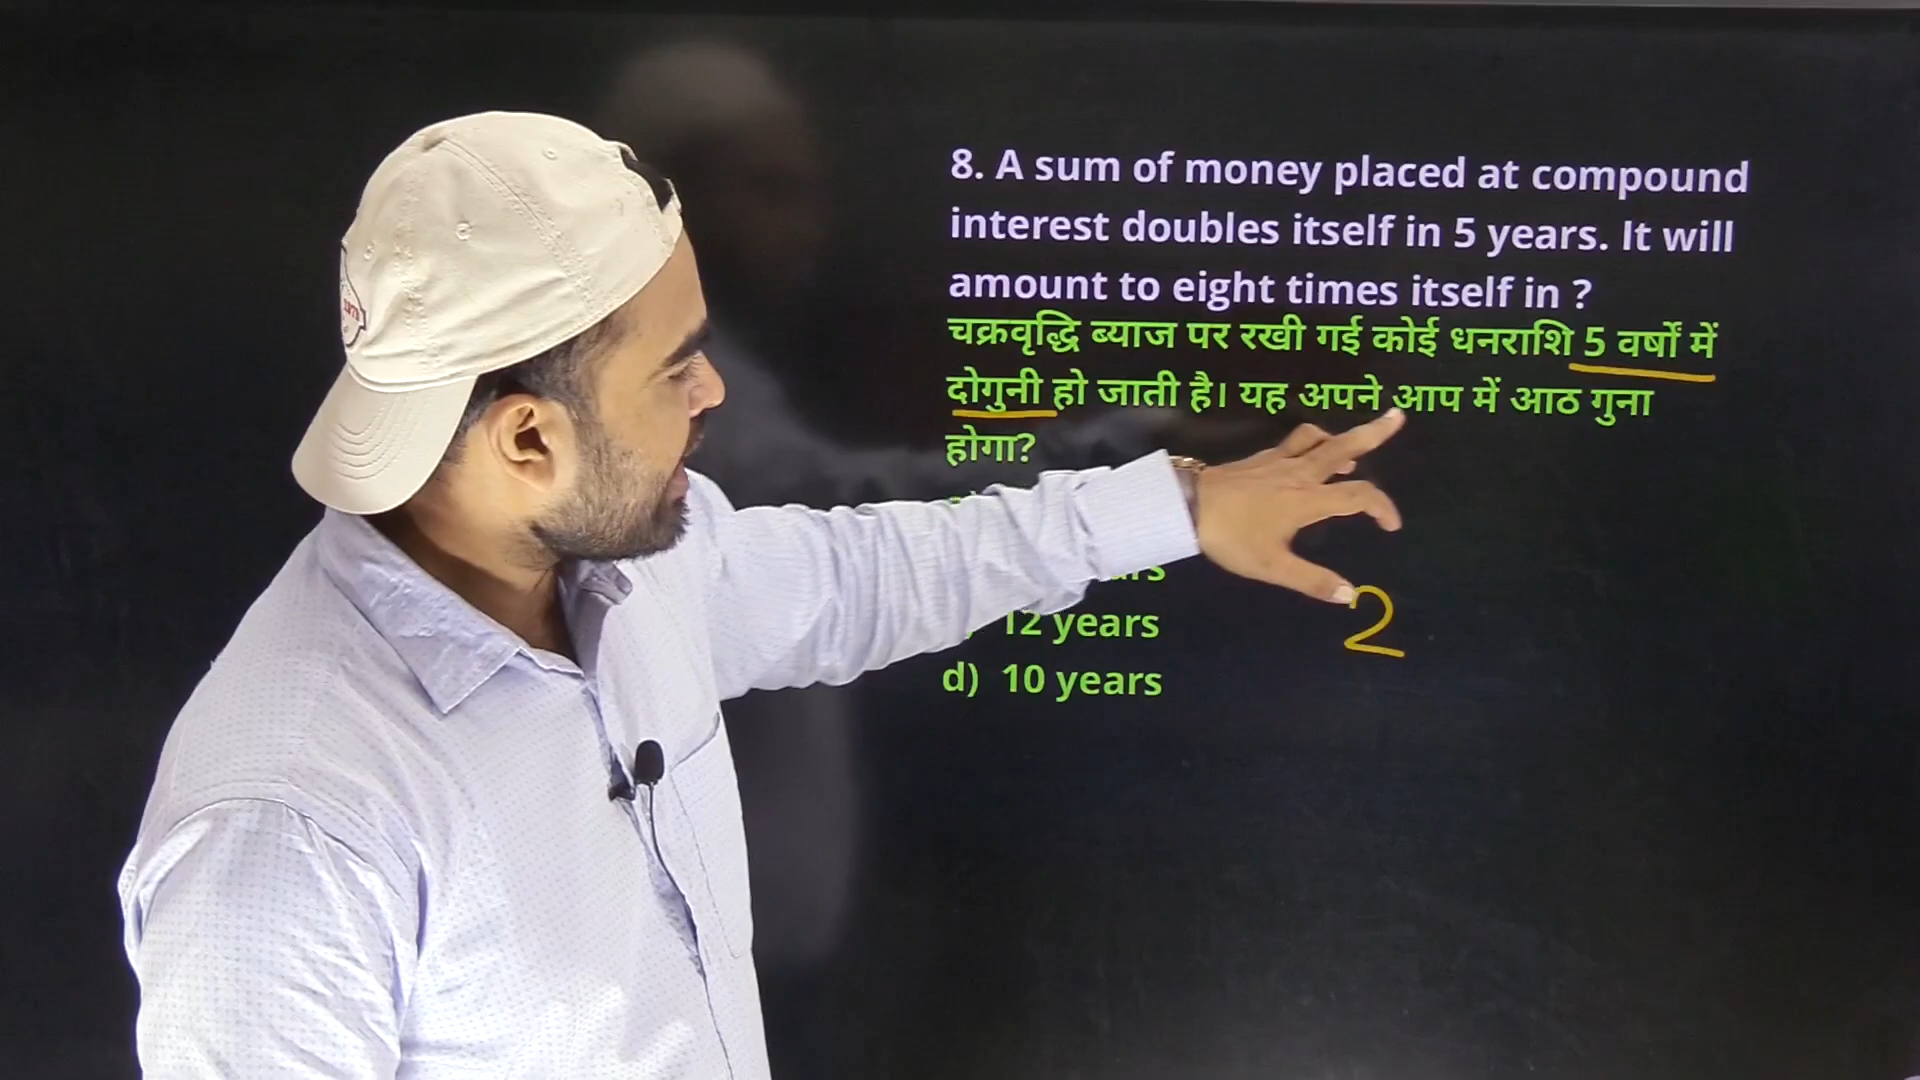 8. A sum of money placed at compound
interest doubles itself in 5 years. It will
amount to eight times itself in ?
चक्रवृद्धि ब्याज पर रखी गई कोई धनराशि 5 वर्षों में
दोगुनी हो जाती है। यह अपने आप में आठ गुना
होगा?
12 years
2
d) 10 years